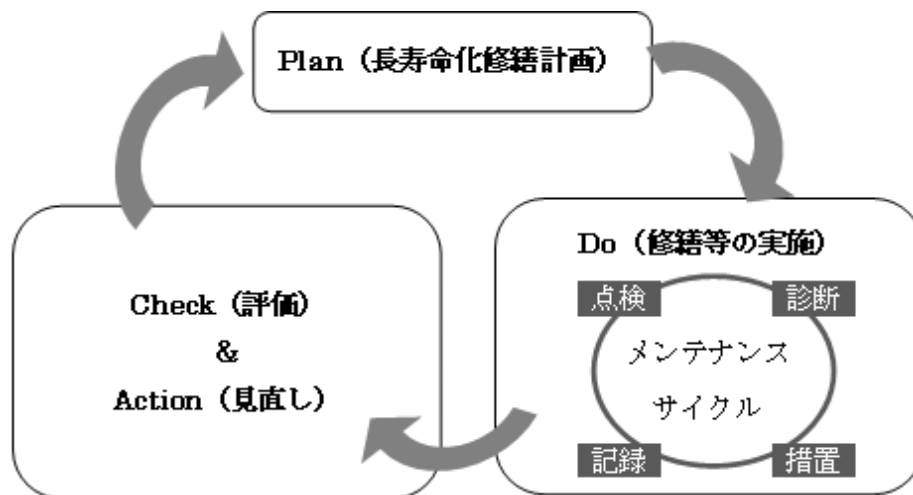 Plan（長寿命化修繕計画）
Check（評価）
&
Action（見直し）
Do（修繕等の実施）
点検
診断
メンテナンス
サイクル
記録
措置